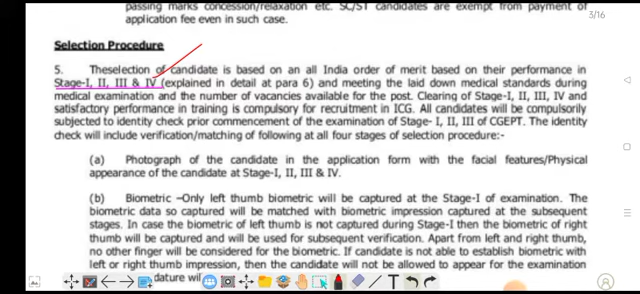 passing marks concession/relaxation etc. SC/ST candidates are exempt from payment of
application fee even in such case.
3/16
Selection Procedure
5. Theselection of candidate is based on an all India order of merit based on their performance in
Stage-I, II, III & IV (explained in detail at para 6) and meeting the laid down medical standards during
medical examination and the number of vacancies available for the post. Clearing of Stage-I, II, III, IV and
satisfactory performance in training is compulsory for recruitment in ICG. All candidates will be compulsorily
subjected to identity check prior commencement of the examination of Stage- I, II, III of CGEPT. The identity
check will include verification/matching of following at all four stages of selection procedure:-
(a) Photograph of the candidate in the application form with the facial features/Physical
appearance of the candidate at Stage-I, II, III & IV.
(b) Biometric –Only left thumb biometric will be captured at the Stage-I of examination. The
biometric data so captured will be matched with biometric impression captured at the subsequent
stages. In case the biometric of left thumb is not captured during Stage-I then the biometric of right
thumb will be captured and will be used for subsequent verification. Apart from left and right thumb,
no other finger will be considered for the biometric. If candidate is not able to establish biometric with
left or right thumb impression, then the candidate will not be allowed to appear for the examination
dature wil